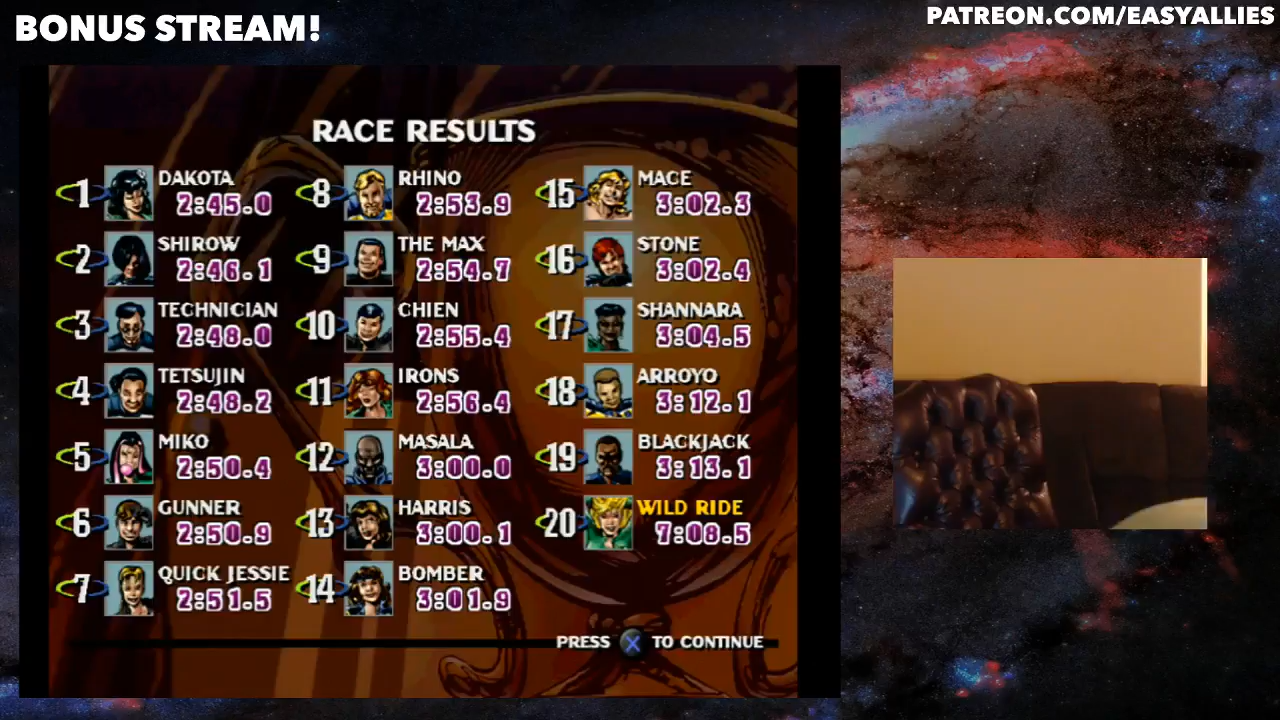 BONUS STREAM!
PATREON.COM/EASYALLIES
RACE RESULTS
1 DAKOTA 2:45.0
2 SHIROW 2:46.1
3 TECHNICIAN 2:48.0
4 TETSUJIN 2:48.2
5 MIKO 2:50.4
6 GUNNER 2:50.9
7 QUICK JESSIE 2:51.5
8 RHINO 2:53.9
9 THE MAX 2:54.7
10 CHIEN 2:55.4
11 IRONS 2:56.4
12 MASALA 3:00.0
13 HARRIS 3:00.1
14 BOMBER 3:01.9
15 MACE 3:02.3
16 STONE 3:02.4
17 SHANNARA 3:04.5
18 ARROYO 3:12.1
19 BLACKJACK 3:13.1
20 WILD RIDE 7:08.5
PRESS X TO CONTINUE